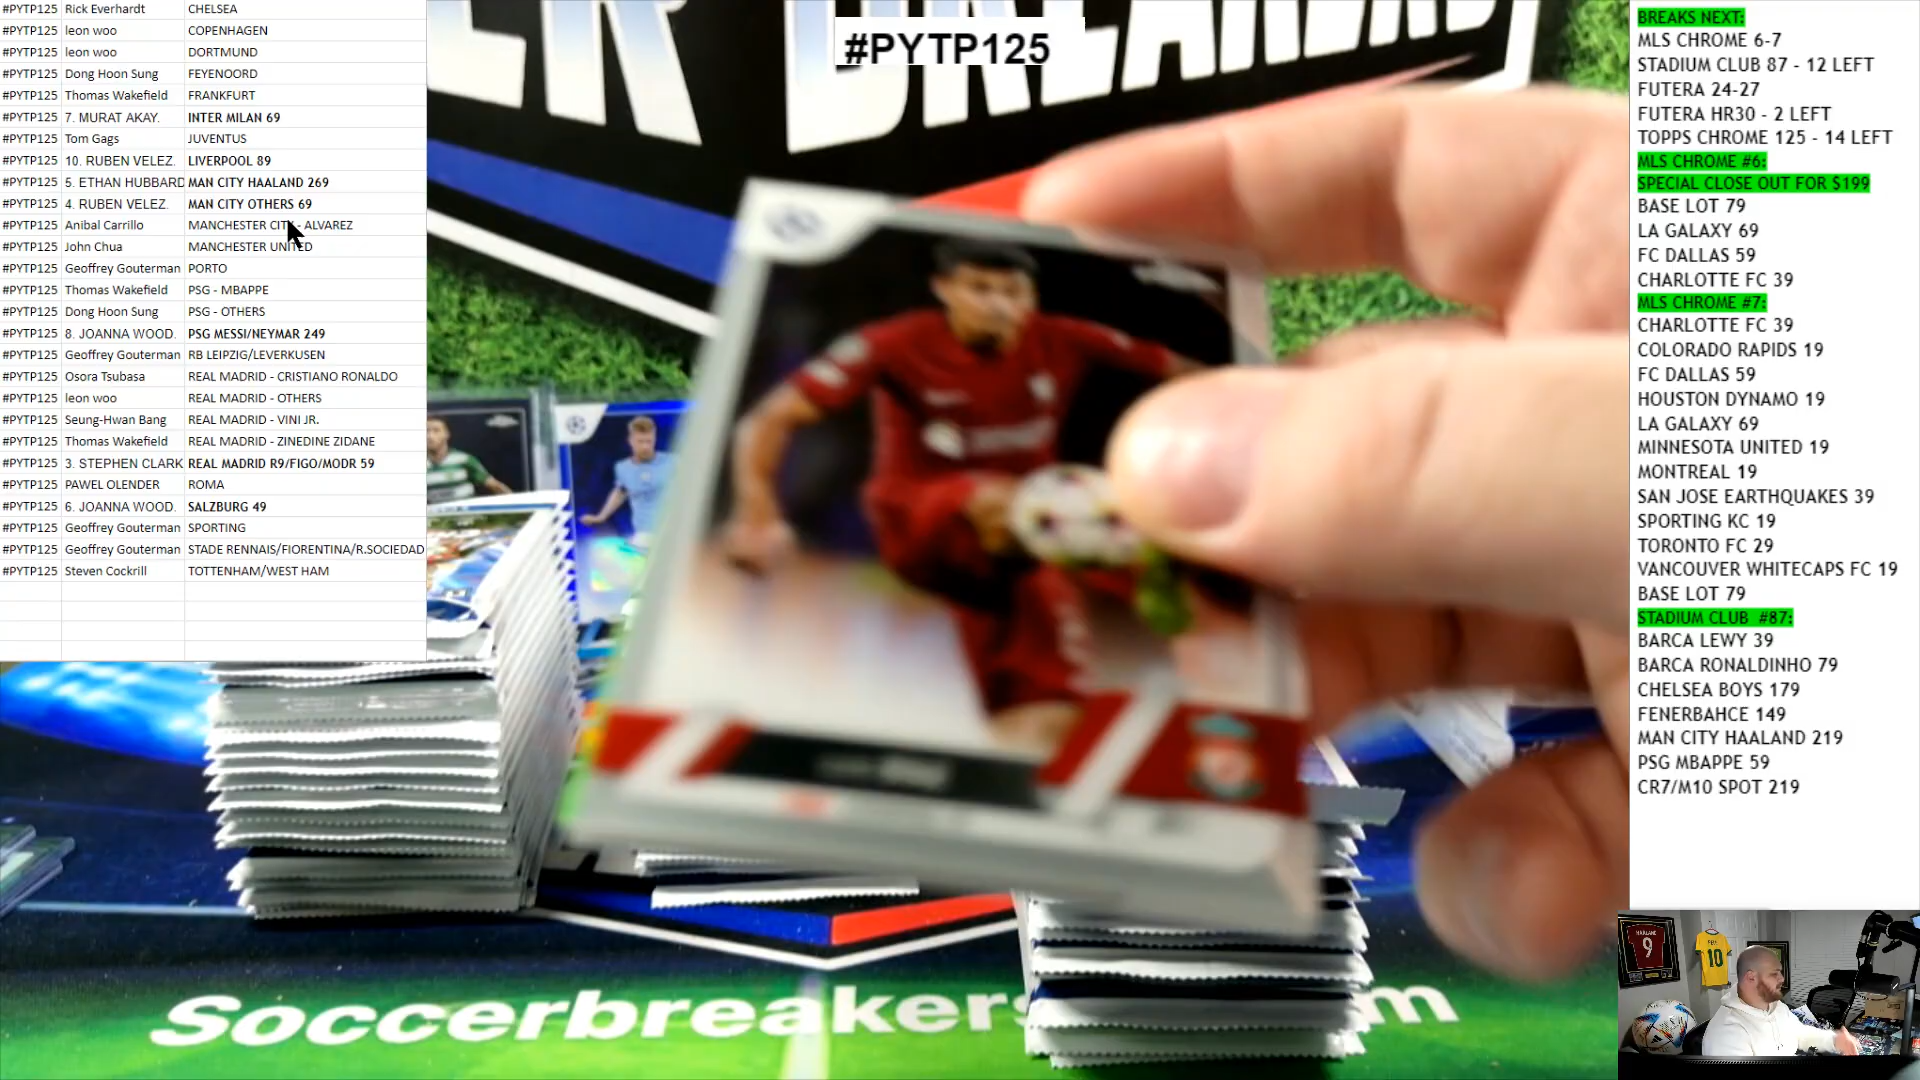 #PYTP125 Rick Everhardt CHELSEA
#PYTP125 leon woo COPENHAGEN
#PYTP125 leon woo DORTMUND
#PYTP125 Dong Hoon Sung FEYENOORD
#PYTP125 Thomas Wakefield FRANKFURT
#PYTP125 7. MURAT AKAY. INTER MILAN 69
#PYTP125 Tom Gags JUVENTUS
#PYTP125 10. RUBEN VELEZ. LIVERPOOL 89
#PYTP125 5. ETHAN HUBBARD MAN CITY HAALAND 269
#PYTP125 4. RUBEN VELEZ. MAN CITY OTHERS 69
#PYTP125 Anibal Carrillo MANCHESTER CITY - ALVAREZ
#PYTP125 John Chua MANCHESTER UNITED
#PYTP125 Geoffrey Gouterman PORTO
#PYTP125 Thomas Wakefield PSG - MBAPPE
#PYTP125 Dong Hoon Sung PSG - OTHERS
#PYTP125 8. JOANNA WOOD. PSG MESSI/NEYMAR 249
#PYTP125 Geoffrey Gouterman RB LEIPZIG/LEVERKUSEN
#PYTP125 Osora Tsubasa REAL MADRID - CRISTIANO RONALDO
#PYTP125 leon woo REAL MADRID - OTHERS
#PYTP125 Seung-Hwan Bang REAL MADRID - VINI JR.
#PYTP125 Thomas Wakefield REAL MADRID - ZINEDINE ZIDANE
#PYTP125 3. STEPHEN CLARK REAL MADRID R9/FIGO/MODR 59
#PYTP125 PAWEL OLENDER ROMA
#PYTP125 6. JOANNA WOOD. SALZBURG 49
#PYTP125 Geoffrey Gouterman SPORTING
#PYTP125 Geoffrey Gouterman STADE RENNAIS/FIORENTINA/R.SOCIEDAD
#PYTP125 Steven Cockrill TOTTENHAM/WEST HAM
#PYTP125
Soccerbreakers
BREAKS NEXT:
MLS CHROME 6-7
STADIUM CLUB 87 - 12 LEFT
FUTERA 24-27
FUTERA HR30 - 2 LEFT
TOPPS CHROME 125 - 14 LEFT
MLS CHROME #6:
SPECIAL CLOSE OUT FOR $199
BASE LOT 79
LA GALAXY 69
FC DALLAS 59
CHARLOTTE FC 39
MLS CHROME #7:
CHARLOTTE FC 39
COLORADO RAPIDS 19
FC DALLAS 59
HOUSTON DYNAMO 19
LA GALAXY 69
MINNESOTA UNITED 19
MONTREAL 19
SAN JOSE EARTHQUAKES 39
SPORTING KC 19
TORONTO FC 29
VANCOUVER WHITECAPS FC 19
BASE LOT 79
STADIUM CLUB #87:
BARCA LEWY 39
BARCA RONALDINHO 79
CHELSEA BOYS 179
FENERBAHCE 149
MAN CITY HAALAND 219
PSG MBAPPE 59
CR7/M10 SPOT 219
9
10